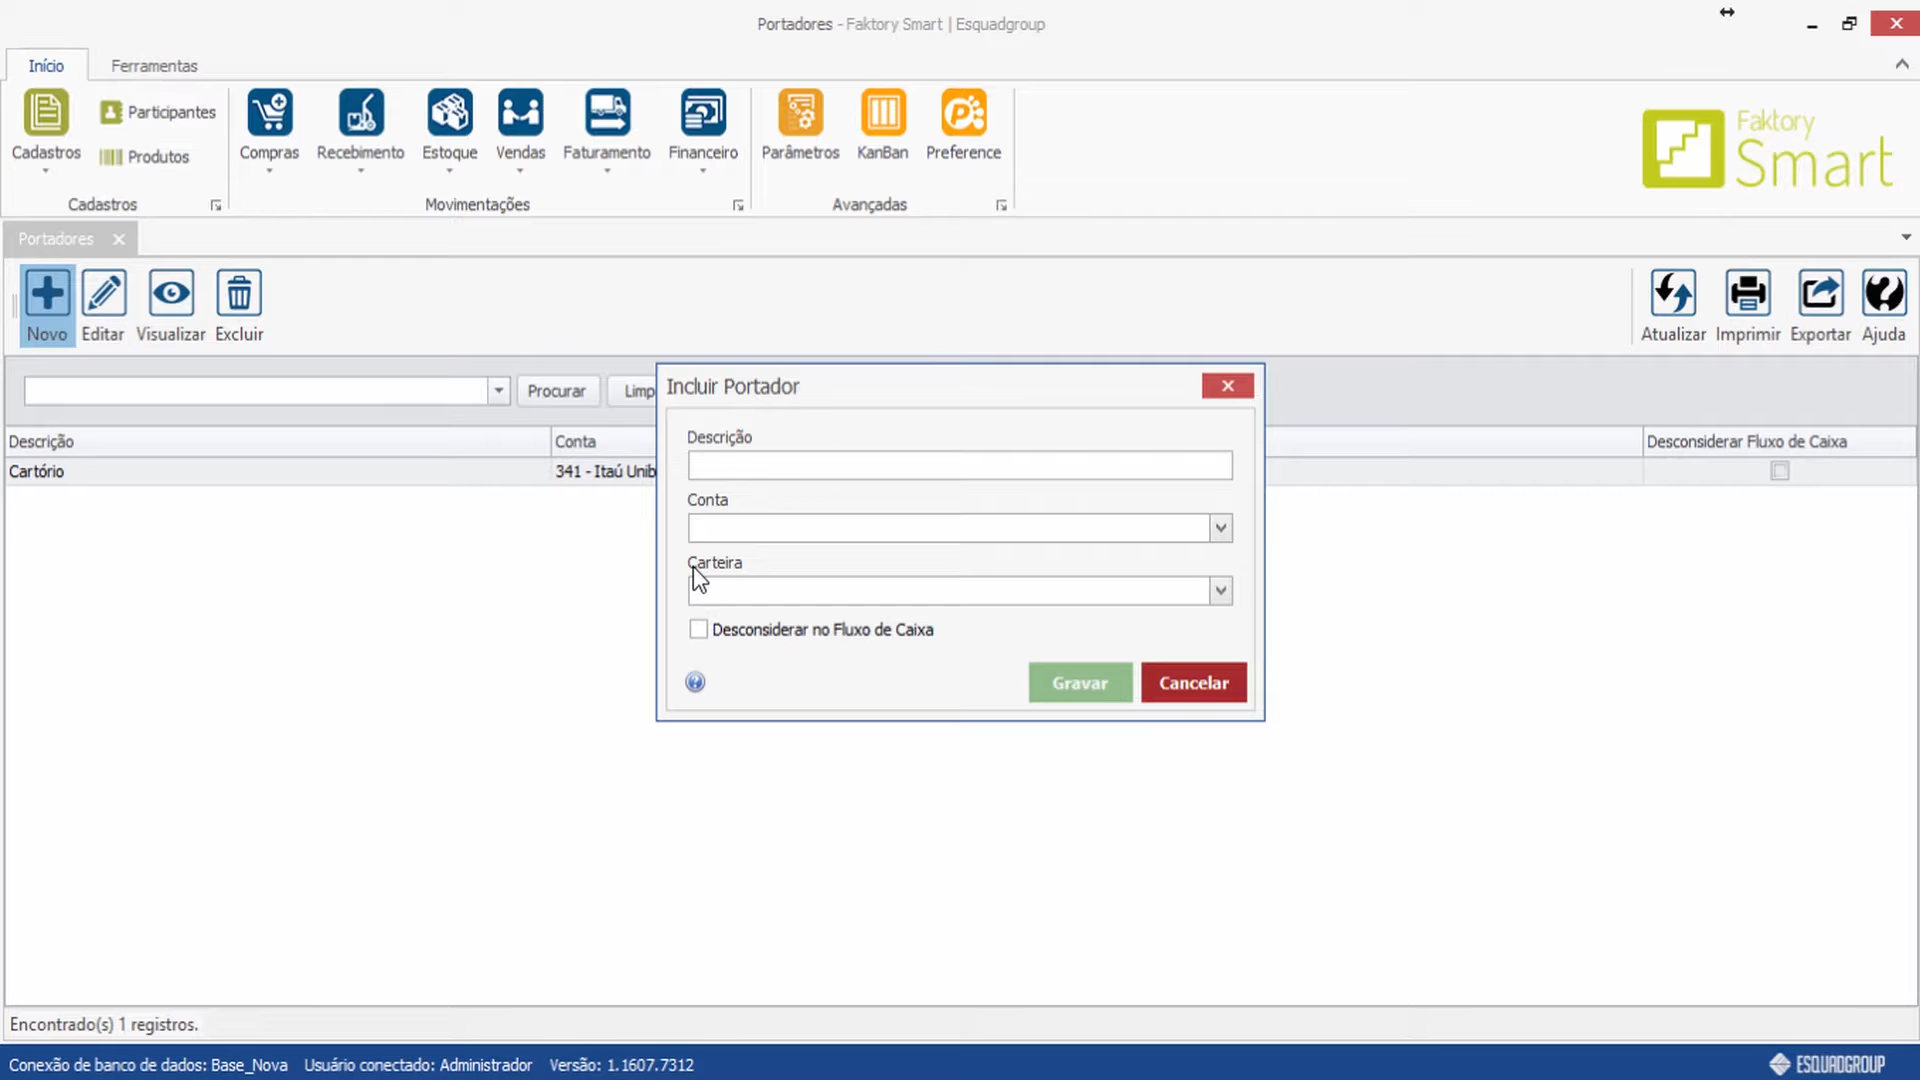 Portadores - Faktory Smart | Esquadgroup
Início
Ferramentas
Cadastros
Participantes
Produtos
Compras
Recebimento
Estoque
Vendas
Faturamento
Financeiro
Parâmetros
KanBan
Preference
Faktory
Smart
Cadastros
Movimentações
Avançadas
Portadores
Novo
Editar
Visualizar
Excluir
Atualizar
Imprimir
Exportar
Ajuda
Procurar
Limp
Descrição
Conta
Desconsiderar Fluxo de Caixa
Cartório
341 - Itaú Unib
Incluir Portador
Descrição
Conta
Carteira
Desconsiderar no Fluxo de Caixa
Gravar
Cancelar
Encontrado(s) 1 registros.
Conexão de banco de dados: Base_Nova Usuário conectado: Administrador Versão: 1.1607.7312
ESQUADGROUP